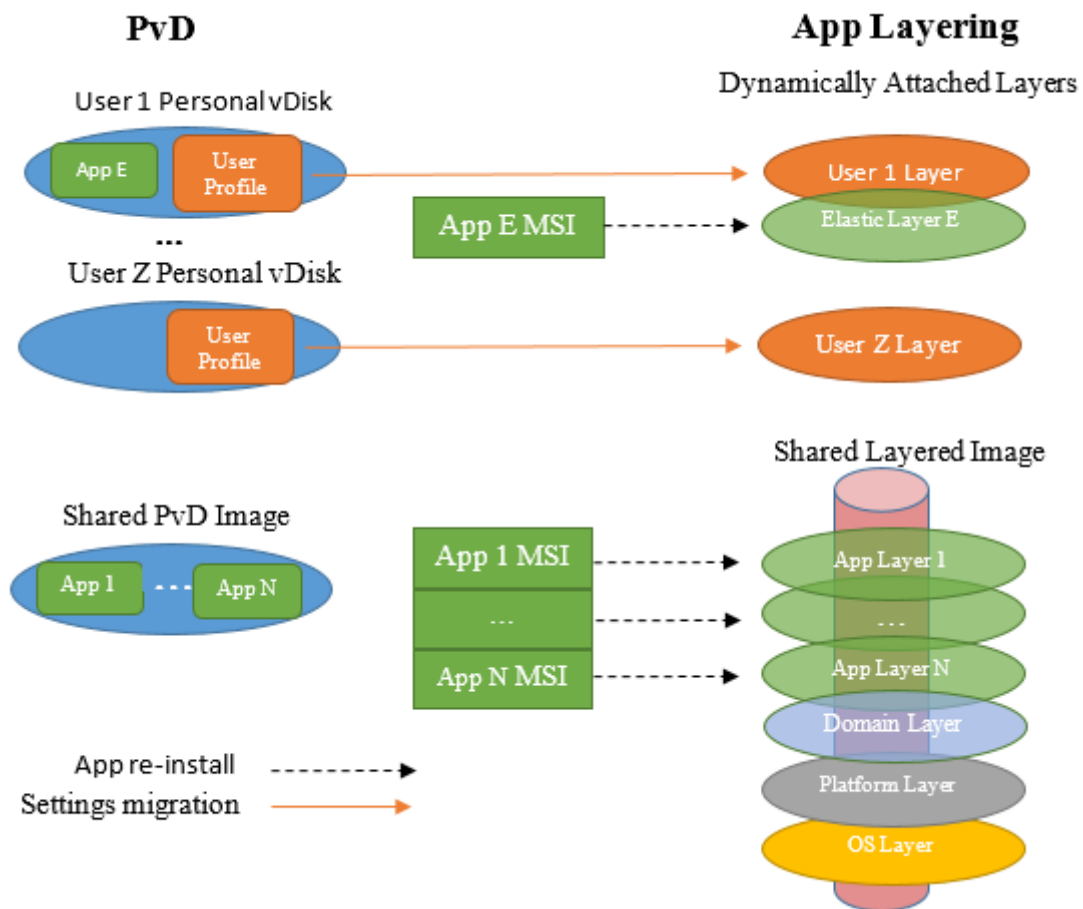 PvD
App Layering
Dynamically Attached Layers
User 1 Personal vDisk
App E
User
Profile
User 1 Layer
App E MSI
Elastic Layer E
...
User Z Personal vDisk
User
Profile
User Z Layer
Shared Layered Image
Shared PvD Image
App 1
---
App N
App 1 MSI
...
App N MSI
App Layer 1
...
App Layer N
Domain Layer
Platform Layer
OS Layer
App re-install
Settings migration